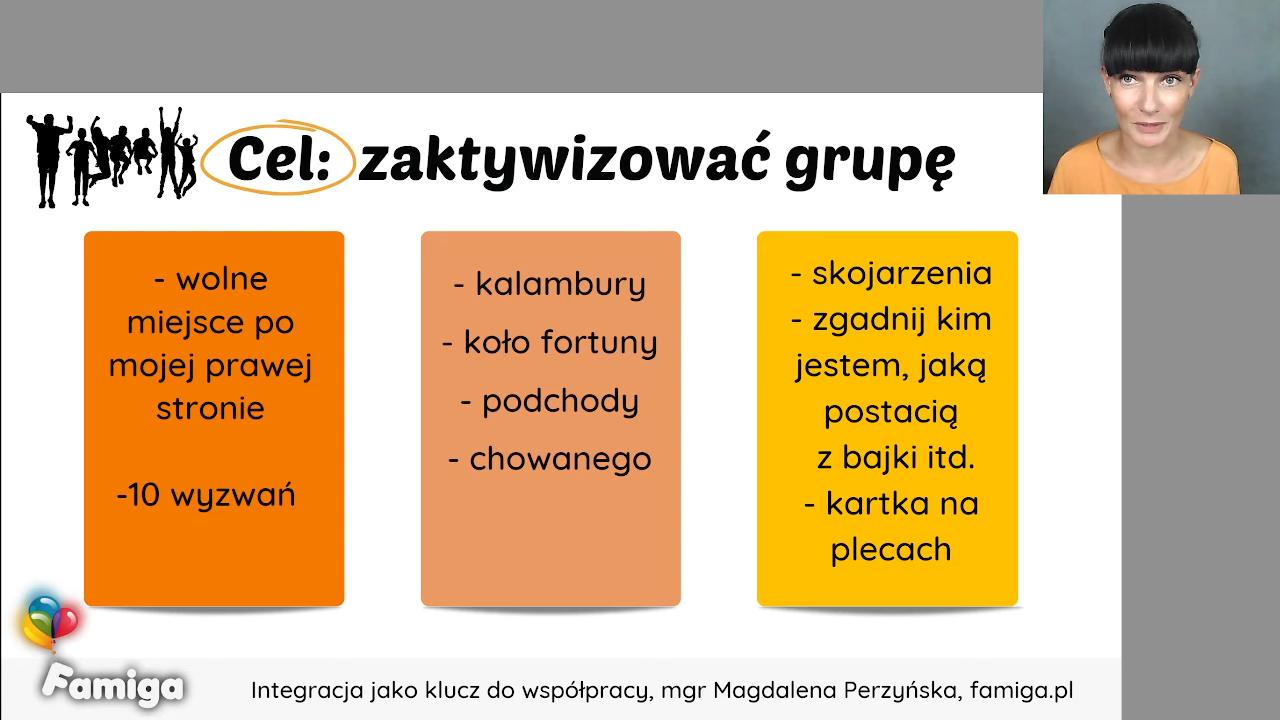 Cel: zaktywizować grupę
- wolne
miejsce po
mojej prawej
stronie
-10 wyzwań
- kalambury
- koło fortuny
- podchody
- chowanego
- skojarzenia
- zgadnij kim
jestem, jaką
postacią
z bajki itd.
- kartka na
plecach
Famiga
Integracja jako klucz do współpracy, mgr Magdalena Perzyńska, famiga.pl